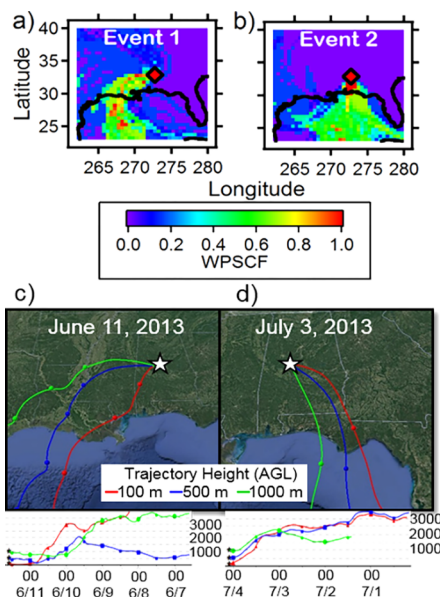 a) Event 1
b) Event 2
Latitude
40
35
30
25
265 270 275 280
265 270 275 280
Longitude
0.0 0.2 0.4 0.6 0.8 1.0
WPSCF
c) June 11, 2013
d) July 3, 2013
Trajectory Height (AGL)
100 m 500 m 1000 m
3000
2000
1000
3000
2000
1000
00 00 00 00 00
6/11 6/10 6/9 6/8 6/7
00 00 00 00
7/4 7/3 7/2 7/1